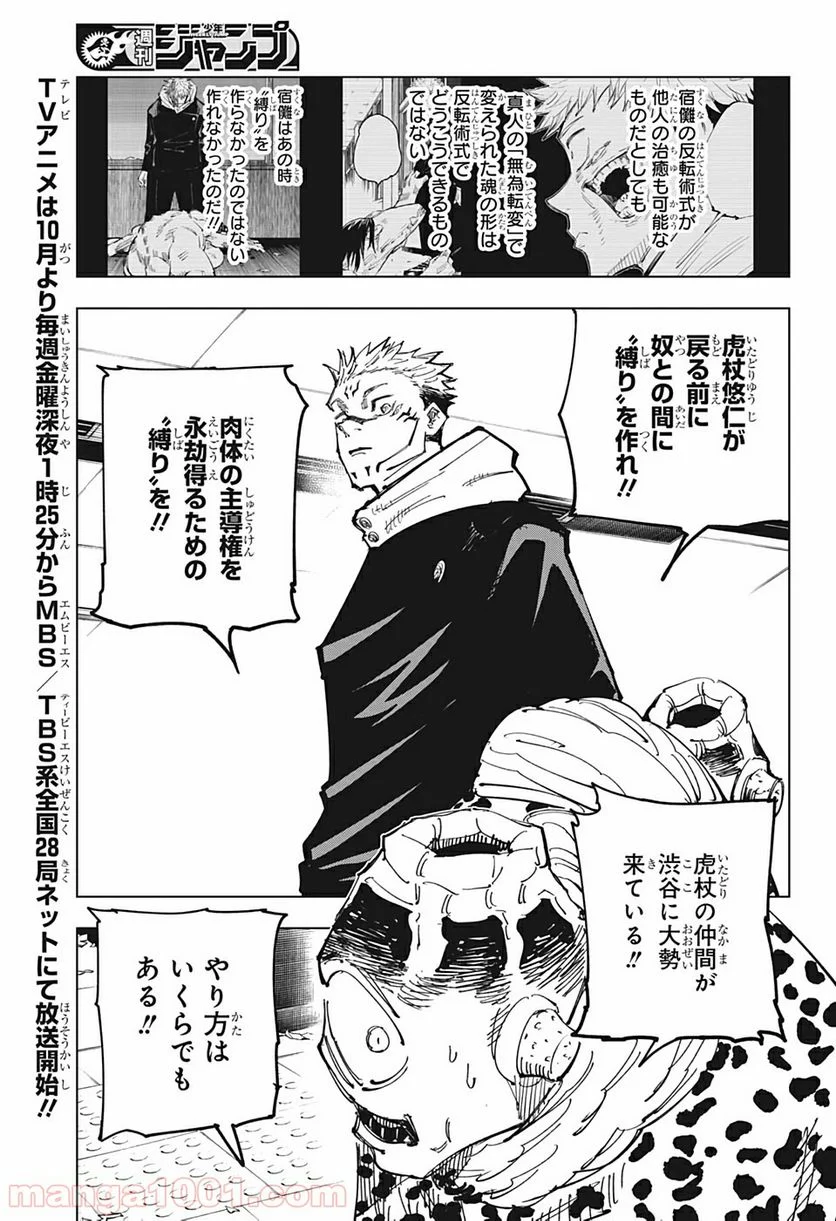 週刊
少年
ジャンプ
宿儺の反転術式が
他人の治癒も可能な
ものだとしても
真人の「無為転変」で
変えられた魂の形は
反転術式で
どうこうできるもの
ではない
宿儺はあの時
〝縛り〟を
作らなかったのではない
作れなかったのだ!!
虎杖悠仁が
戻る前に
奴との間に
〝縛り〟を作れ!!
肉体の主導権を
永劫得るための
〝縛り〟を!!
虎杖の仲間が
渋谷に大勢
来ている!!
やり方は
いくらでも
ある!!
TVアニメは10月より毎週金曜深夜1時25分からMBS/TBS系全国28局ネットにて放送開始!!
manga1001.com